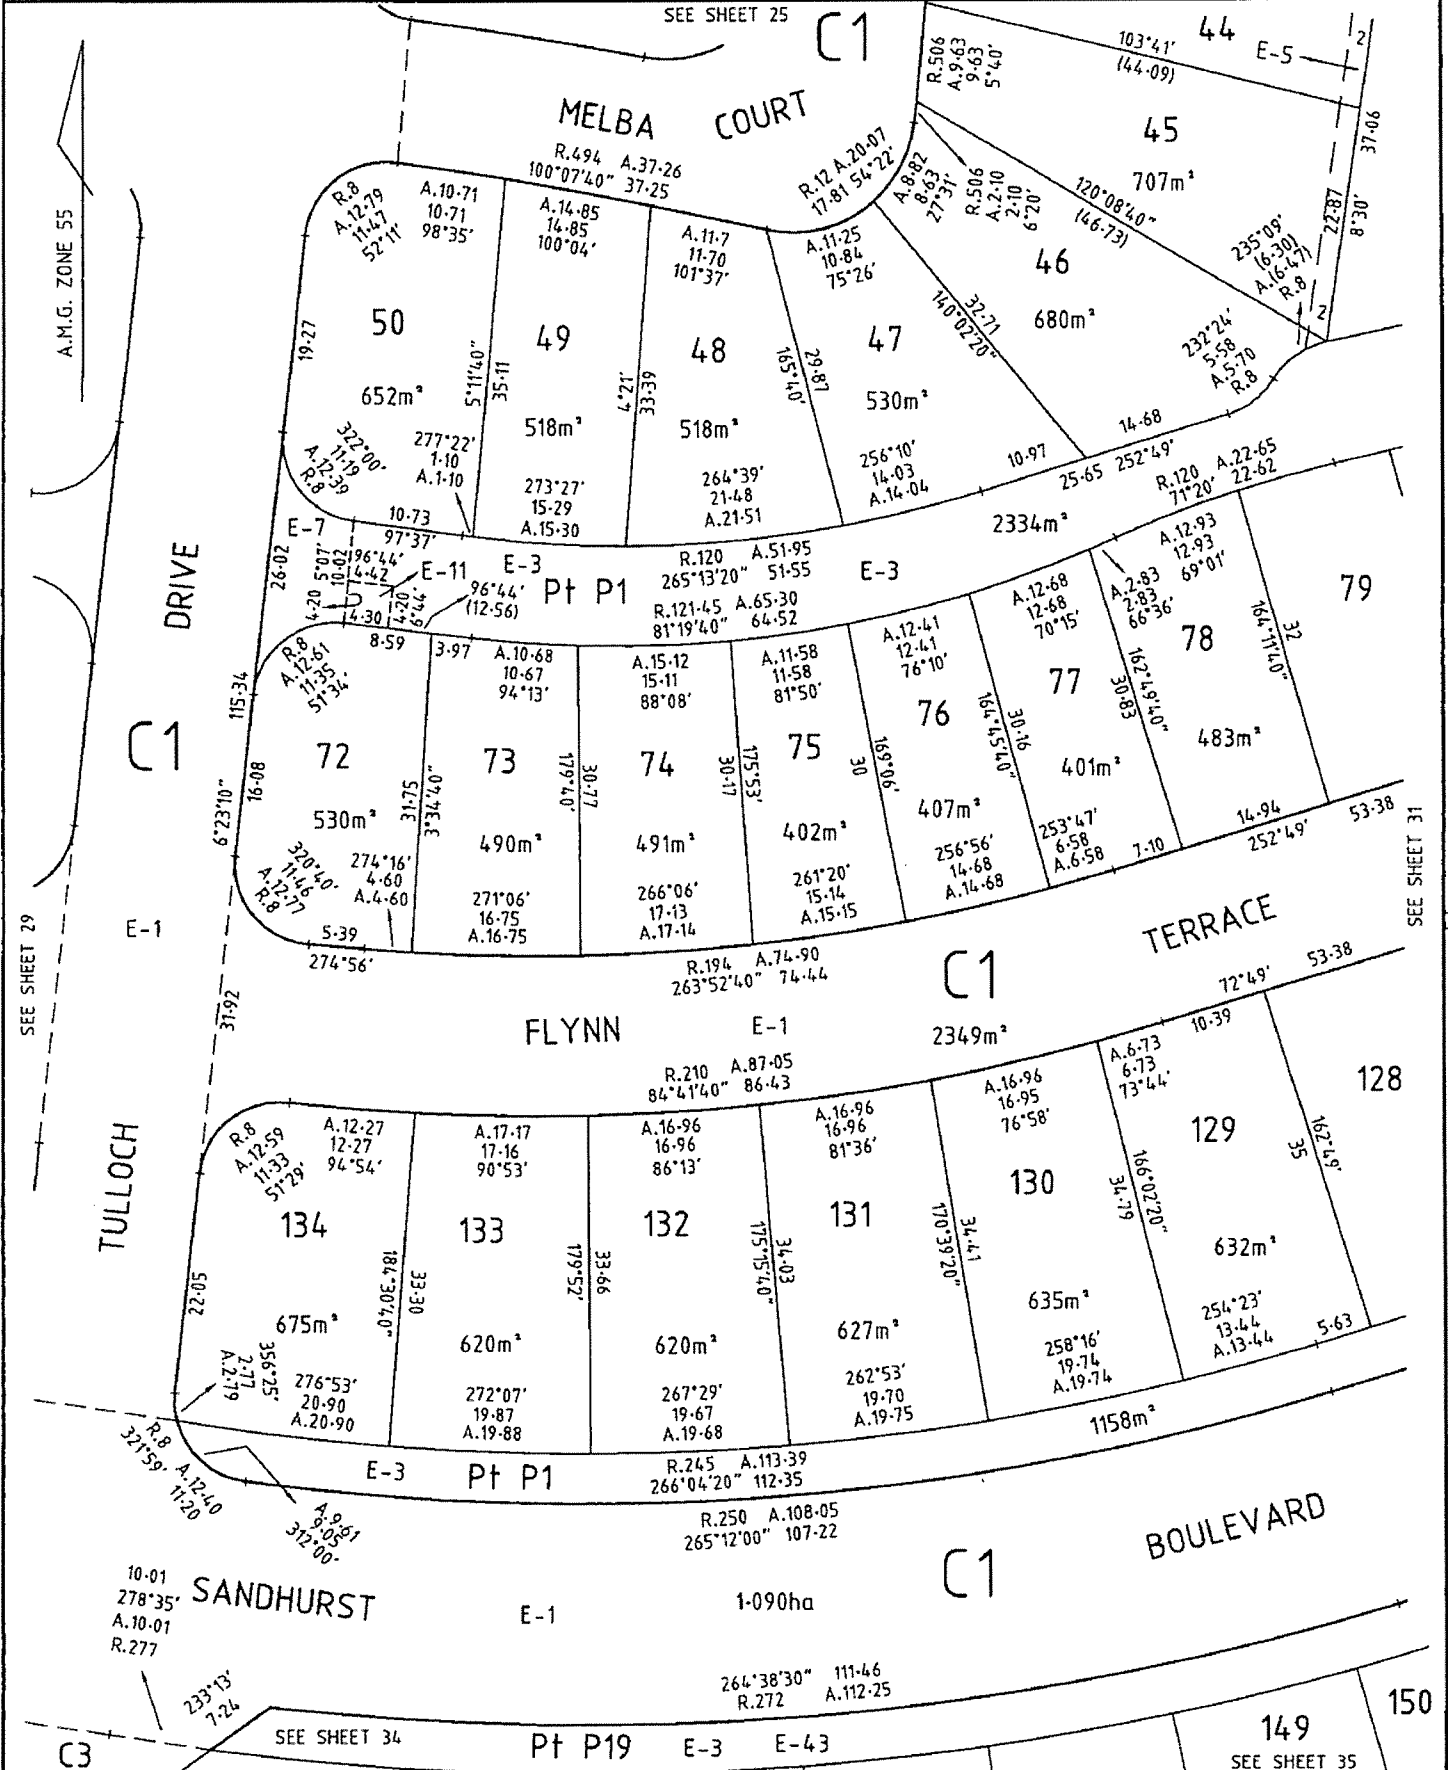 SEE SHEET 25
C1
44
E-5
2
103°41'
(44·09)
R.506
A.9·63
9·63
5°40'
45
707m²
37·06
22·87
8°30'
MELBA COURT
R.494 A.37·26
100°07'40" 37·25
R.12 A.20·07
17·81 54°22'
A.8·82
8·63
27°31'
R.506
A.2·10
2·10
6°20'
120°08'40"
(46·73)
235°09'
(6·30)
A.(6·47)
R.8
2
A.M.G. ZONE 55
R.8
A.12·79
11·47
52°11'
A.10·71
10·71
98°35'
A.14·85
14·85
100°04'
A.11·7
11·70
101°37'
A.11·25
10·84
75°26'
46
680m²
232°24'
5·58
A.5·70
R.8
19·27
50
652m²
5°11'40"
35·11
49
518m²
4°21'
33·39
48
518m²
165°40'
29·87
47
530m²
32·71
140°02'20"
322°00'
11·19
A.12·39
R.8
277°22'
1·10
A.1·10
273°27'
15·29
A.15·30
264°39'
21·48
A.21·51
256°10'
14·03
A.14·04
10·97
14·68
25·65 252°49'
R.120 A.22·65
71°20' 22·62
10·73
97°37'
E-7
E-3
Pt P1
R.120 A.51·95
265°13'20" 51·55
E-3
2334m²
26·02
5°07'
10·02
96°44'
4·42
E-11
4·20
4·30
4·20
6°44'
96°44'
(12·56)
R.121·45 A.65·30
81°19'40" 64·52
DRIVE
C1
R.8
A.12·61
11·35
51°34'
8·59
3·97
A.10·68
10·67
94°13'
A.15·12
15·11
88°08'
A.11·58
11·58
81°50'
A.12·41
12·41
76°10'
A.12·68
12·68
70°15'
A.2·83
2·83
66°36'
A.12·93
12·93
69°01'
79
115·34
6°23'10"
16·08
72
530m²
31·75
3°34'40"
73
490m²
179°40'
30·77
74
491m²
30·17
175°53'
75
402m²
30
169°06'
76
407m²
164°45'40"
30·16
77
401m²
162°49'40"
30·83
78
483m²
164°11'40"
32
320°40'
11·46
A.12·77
R.8
274°16'
4·60
A.4·60
271°06'
16·75
A.16·75
266°06'
17·13
A.17·14
261°20'
15·14
A.15·15
256°56'
14·68
A.14·68
253°47'
6·58
A.6·58
7·10
14·94
252°49'
53·38
SEE SHEET 31
5·39
274°56'
R.194 A.74·90
263°52'40" 74·44
SEE SHEET 29
E-1
31·92
FLYNN
E-1
C1
2349m²
TERRACE
R.210 A.87·05
84°41'40" 86·43
72°49'
53·38
10·39
TULLOCH
R.8
A.12·59
11·33
51°29'
A.12·27
12·27
94°54'
A.17·17
17·16
90°53'
A.16·96
16·96
86°13'
A.16·96
16·96
81°36'
A.16·96
16·95
76°58'
A.6·73
6·73
73°44'
128
22·05
134
675m²
184°30'40"
33·30
133
620m²
179°52'
33·66
132
620m²
175°15'40"
34·03
131
627m²
170°39'20"
34·41
130
635m²
166°02'20"
34·79
129
632m²
162°49'
35
356°25'
2·77
A.2·79
276°53'
20·90
A.20·90
272°07'
19·87
A.19·88
267°29'
19·67
A.19·68
262°53'
19·70
A.19·75
258°16'
19·74
A.19·74
254°23'
13·44
A.13·44
5·63
1158m²
R.8
321°59'
A.12·40
11·20
E-3
Pt P1
R.245 A.113·39
266°04'20" 112·35
A.9·61
9·05
312°00'
R.250 A.108·05
265°12'00" 107·22
BOULEVARD
C1
10·01
278°35'
A.10·01
R.277
SANDHURST
E-1
1·090ha
233°13'
7·24
264°38'30" 111·46
R.272 A.112·25
C3
SEE SHEET 34
Pt P19
E-3
E-43
149
SEE SHEET 35
150